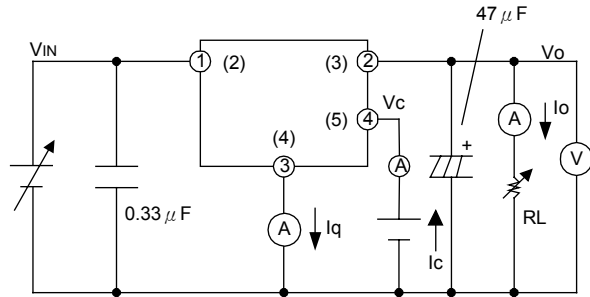 47 μF
VIN
1
(2)
(3)
2
Vo
Vc
A
Io
(5)
4
(4)
3
A
V
+
0.33 μF
A
Iq
Ic
RL